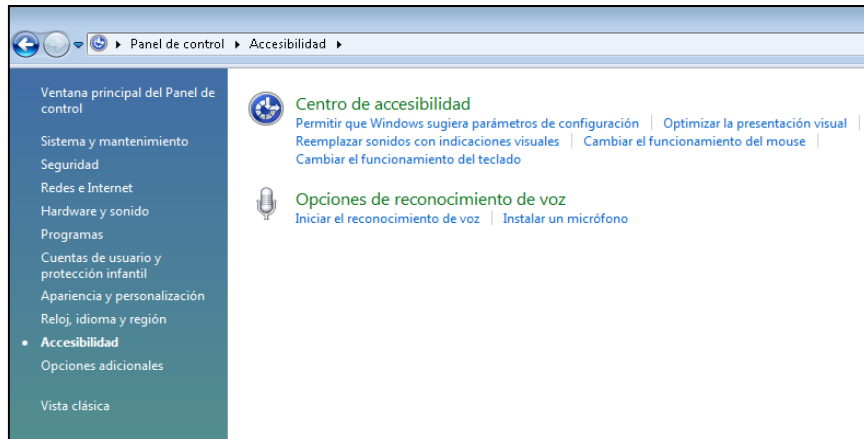 Panel de control Accesibilidad
Ventana principal del Panel de
control
Sistema y mantenimiento
Seguridad
Redes e Internet
Hardware y sonido
Programas
Cuentas de usuario y
protección infantil
Apariencia y personalización
Reloj, idioma y región
Accesibilidad
Opciones adicionales
Vista clásica
Centro de accesibilidad
Permitir que Windows sugiera parámetros de configuración Optimizar la presentación visual
Reemplazar sonidos con indicaciones visuales Cambiar el funcionamiento del mouse
Cambiar el funcionamiento del teclado
Opciones de reconocimiento de voz
Iniciar el reconocimiento de voz Instalar un micrófono